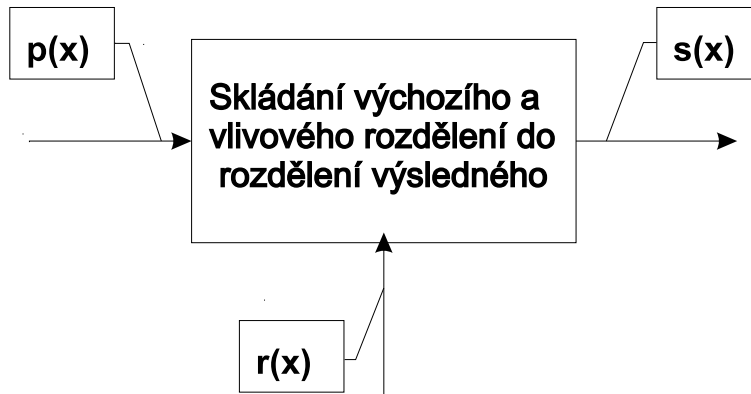 p(x)
s(x)
Skládání výchozího a
vlivového rozdělení do
rozdělení výsledného
r(x)